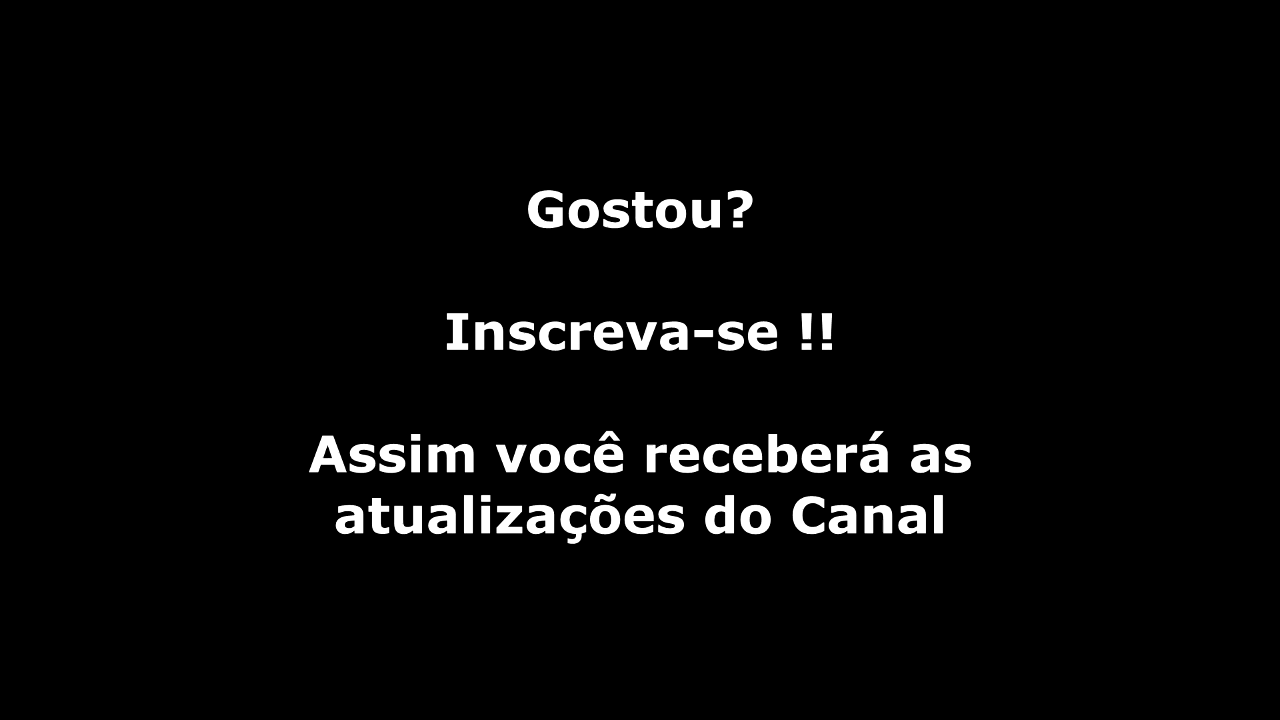 Gostou?
Inscreva-se !!
Assim você receberá as
atualizações do Canal